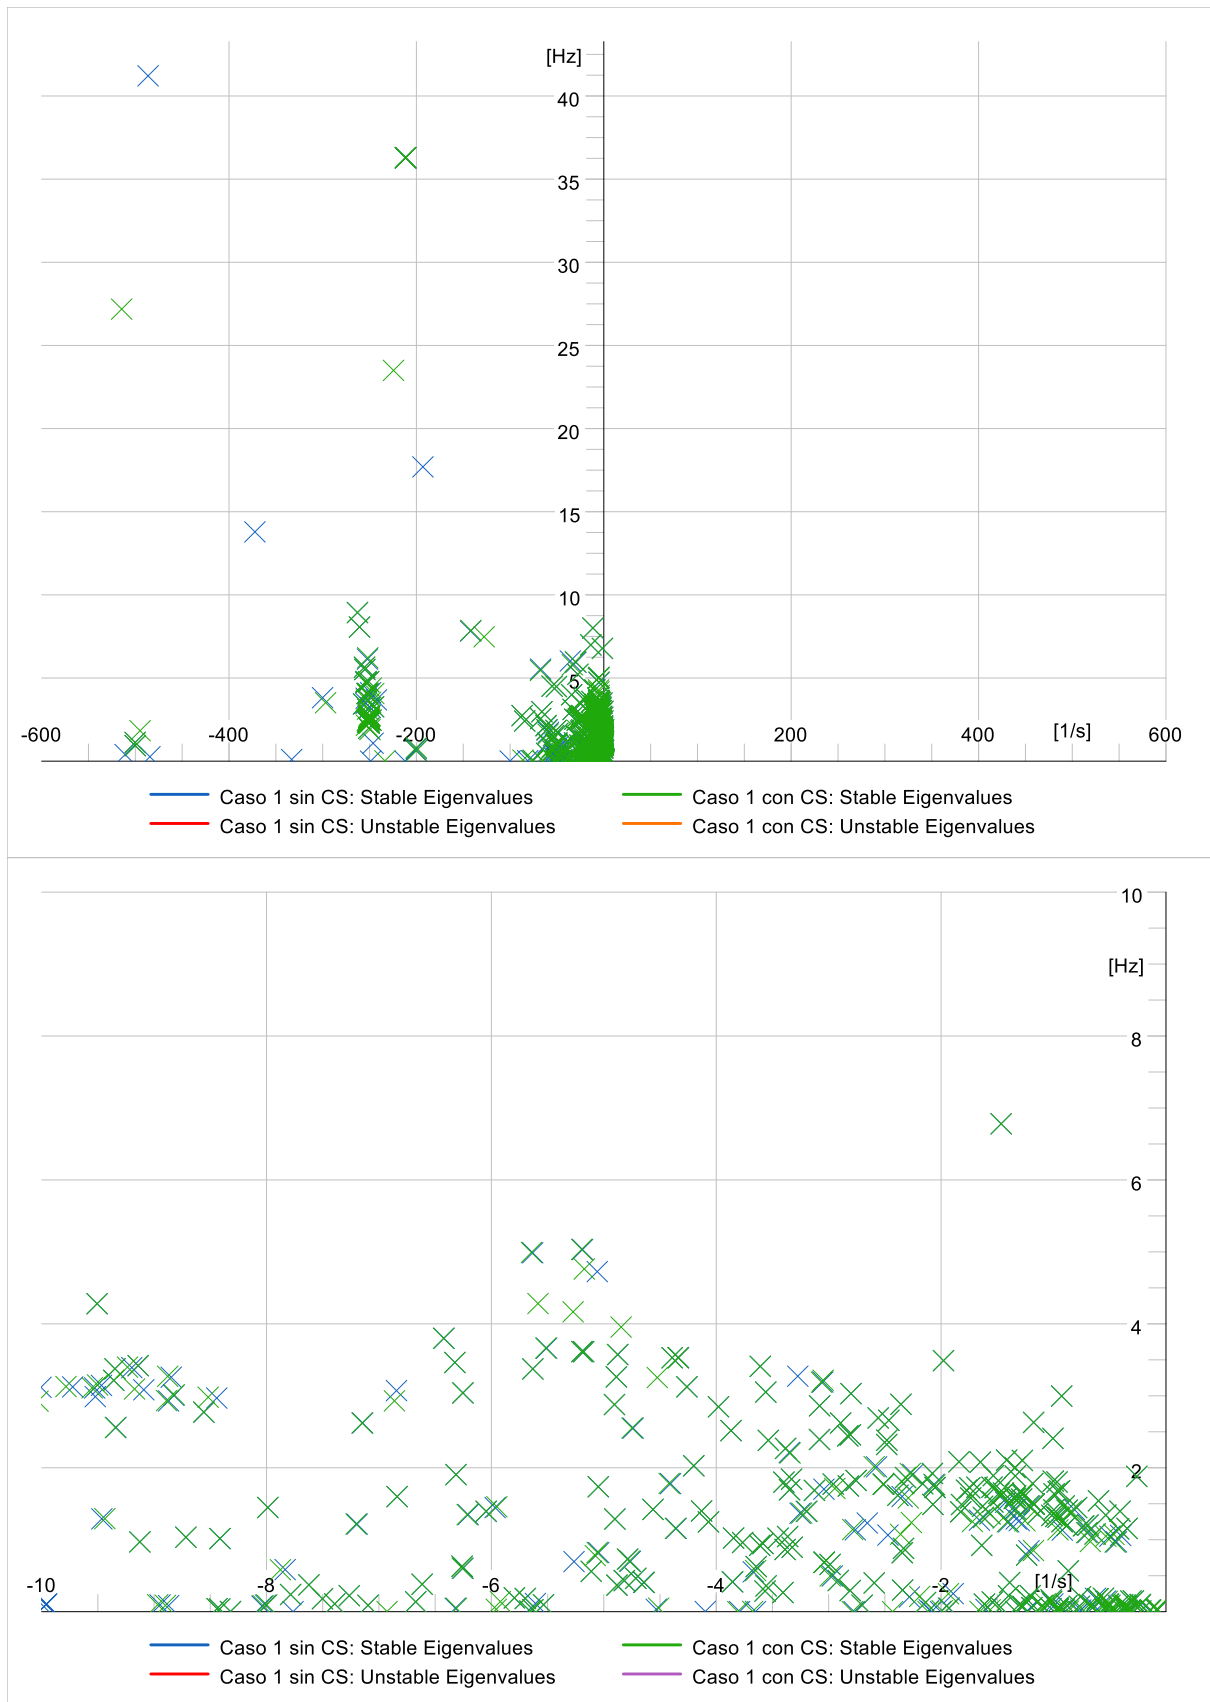 [Hz]
40
35
30
25
20
15
10
5
-600
-400
-200
200
400
[1/s]
600
Caso 1 sin CS: Stable Eigenvalues
Caso 1 con CS: Stable Eigenvalues
Caso 1 sin CS: Unstable Eigenvalues
Caso 1 con CS: Unstable Eigenvalues
10
[Hz]
8
6
4
2
-10
-8
-6
-4
-2
[1/s]
Caso 1 sin CS: Stable Eigenvalues
Caso 1 con CS: Stable Eigenvalues
Caso 1 sin CS: Unstable Eigenvalues
Caso 1 con CS: Unstable Eigenvalues